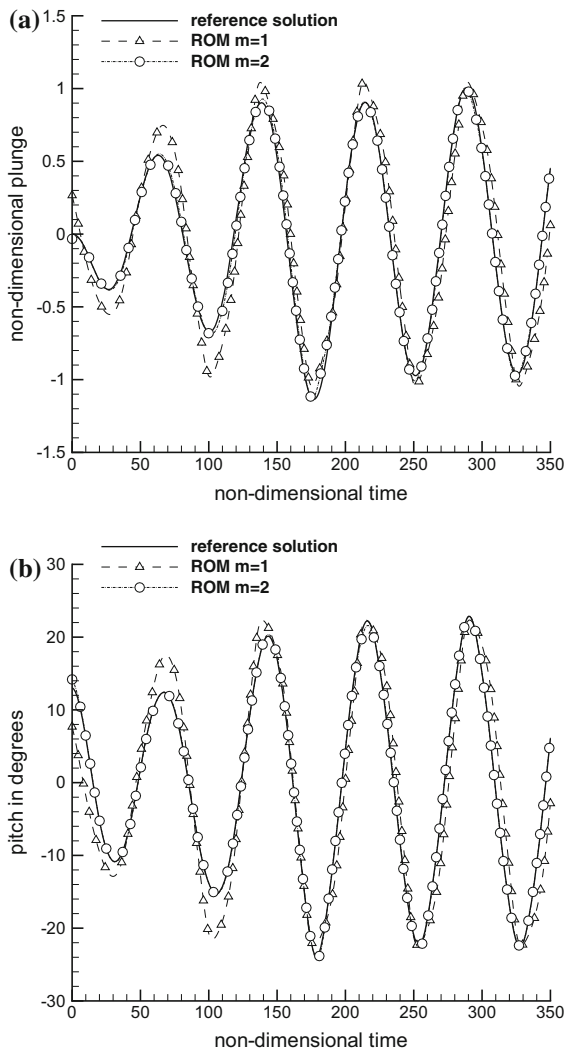 (a)
reference solution
ROM m=1
ROM m=2
1.5
1
0.5
0
-0.5
-1
-1.5
non-dimensional plunge
0 50 100 150 200 250 300 350
non-dimensional time
(b)
reference solution
ROM m=1
ROM m=2
30
20
10
0
-10
-20
-30
pitch in degrees
0 50 100 150 200 250 300 350
non-dimensional time